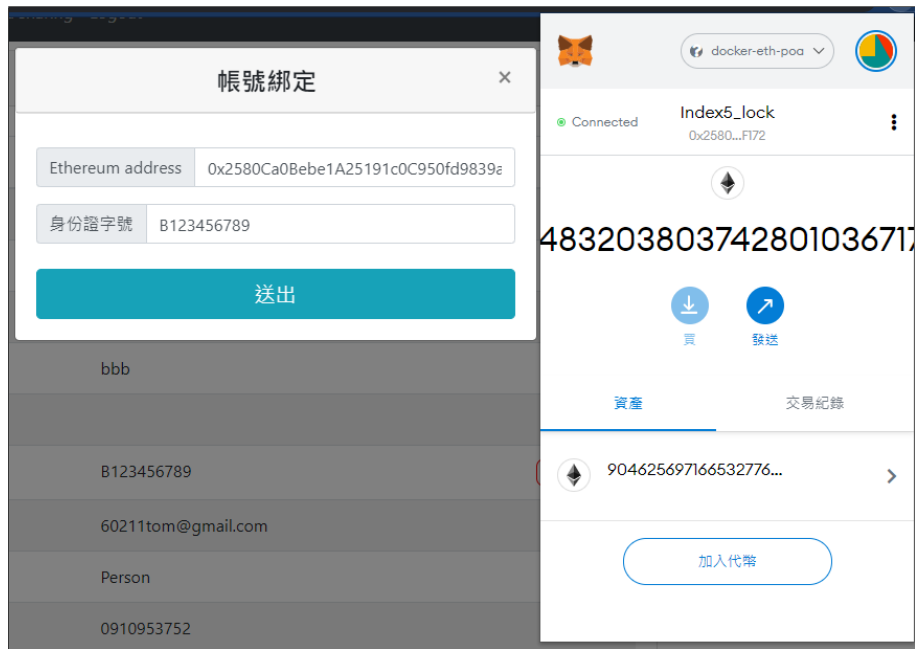 帳號綁定
×
Ethereum address 0x2580Ca0Bebe1A25191c0C950fd9839a
身份證字號 B123456789
送出
bbb
B123456789
60211tom@gmail.com
Person
0910953752
docker-eth-poa
Connected
Index5_lock
0x2580...F172
483203803742801036717
買
發送
資產
交易紀錄
904625697166532776...
加入代幣